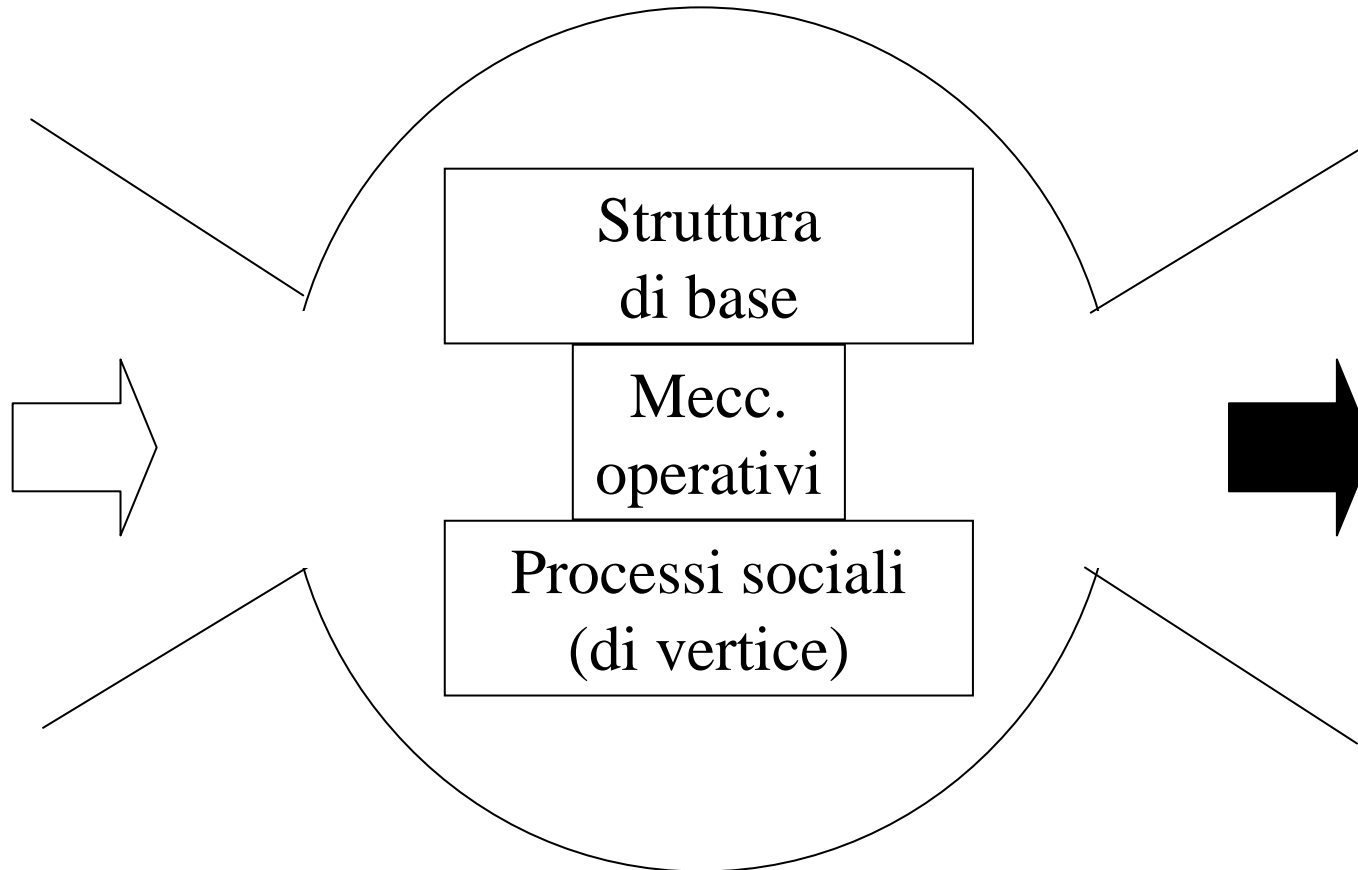 Struttura
di base
Mecc.
operativi
Processi sociali
(di vertice)